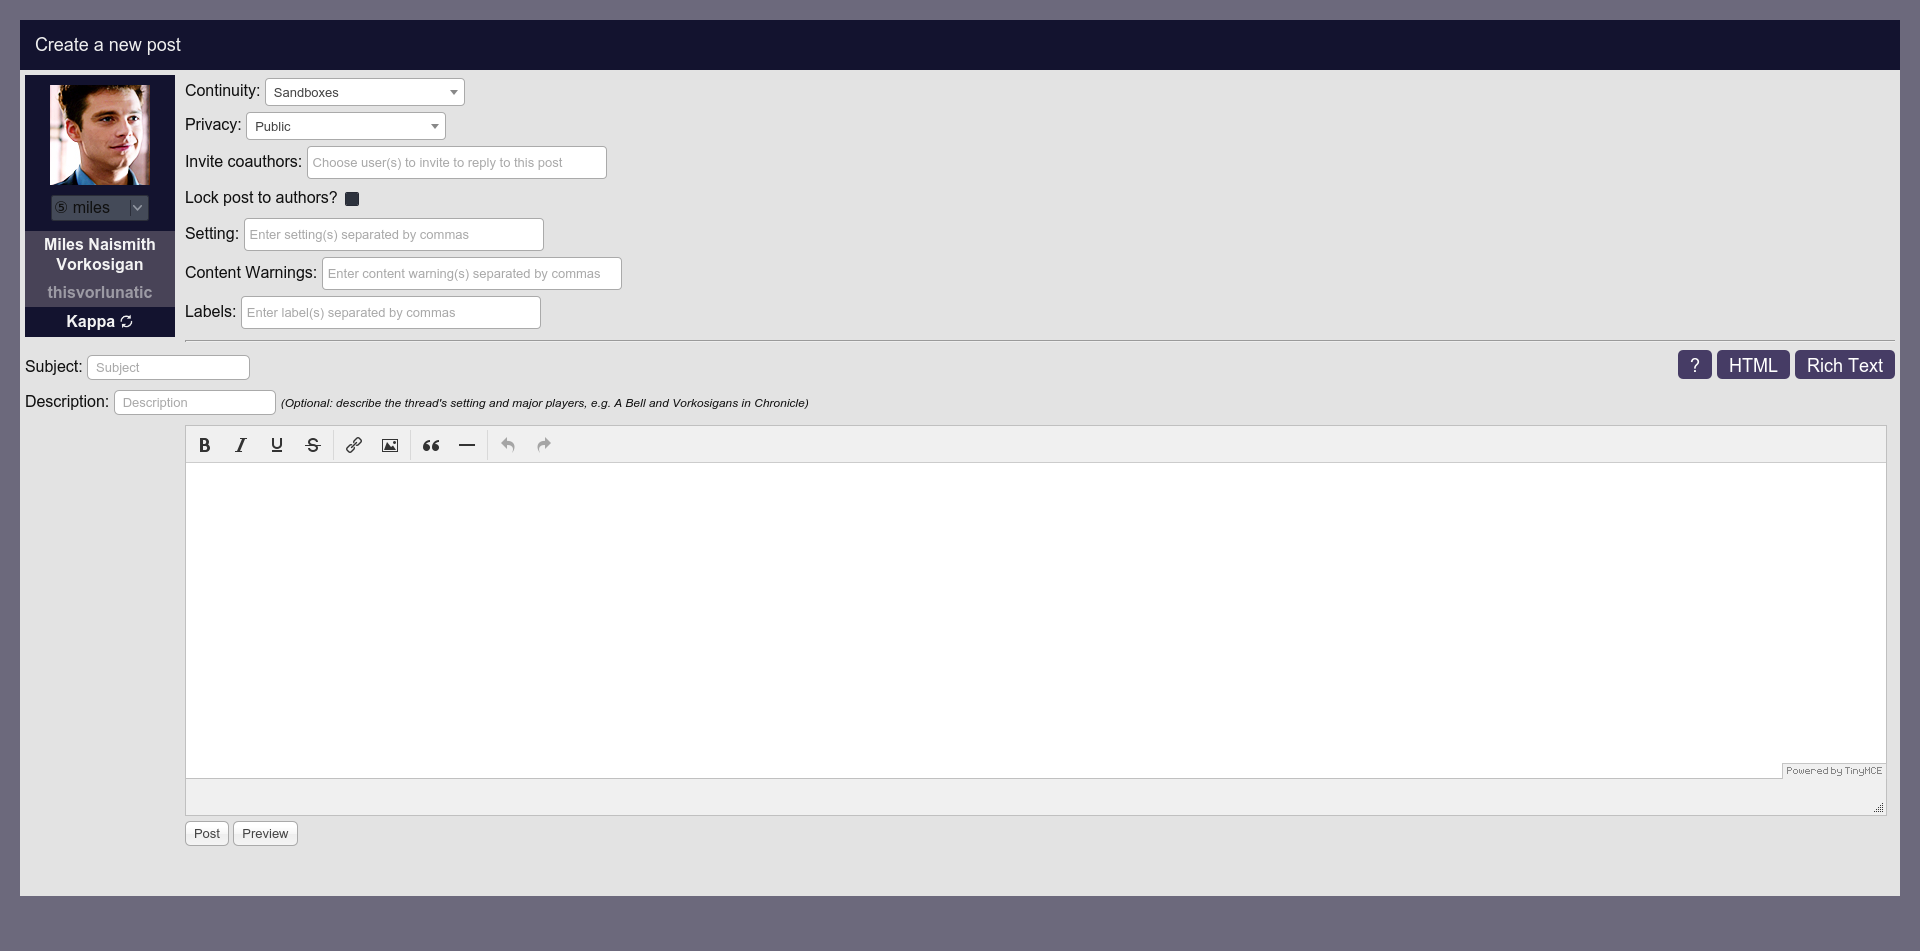 Create a new post
Continuity: Sandboxes
Privacy: Public
Invite coauthors: Choose user(s) to invite to reply to this post
Lock post to authors?
⑤ miles
Setting: Enter setting(s) separated by commas
Miles Naismith
Vorkosigan
Content Warnings: Enter content warning(s) separated by commas
thisvorlunatic
Labels: Enter label(s) separated by commas
Kappa
Subject: Subject
? HTML Rich Text
Description: Description (Optional: describe the thread's setting and major players, e.g. A Bell and Vorkosigans in Chronicle)
B I U S
Powered by TinyMCE
Post Preview